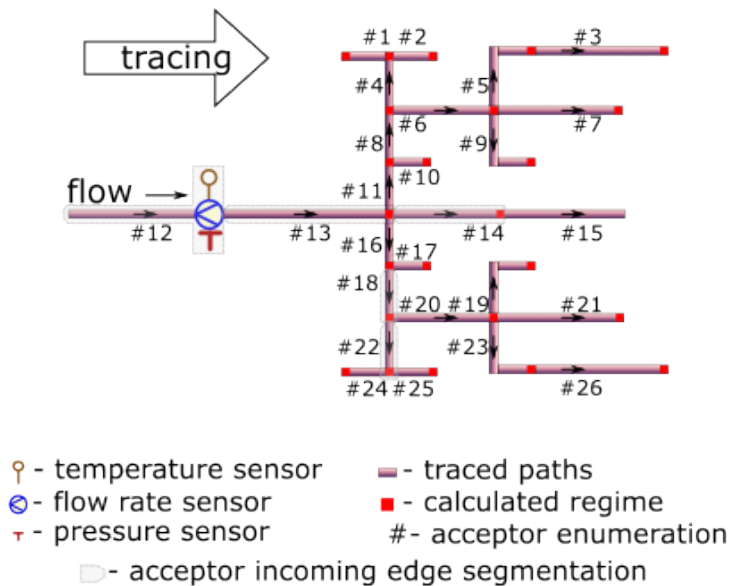 #1 #2 #3
tracing
#4 #5
#6 #7
#8 #9
#10
flow #11
#12 #13 #14 #15
#16 #17
#18
#20 #19 #21
#22 #23
#24 #25 #26
- temperature sensor - traced paths
- flow rate sensor - calculated regime
- pressure sensor #- acceptor enumeration
- acceptor incoming edge segmentation